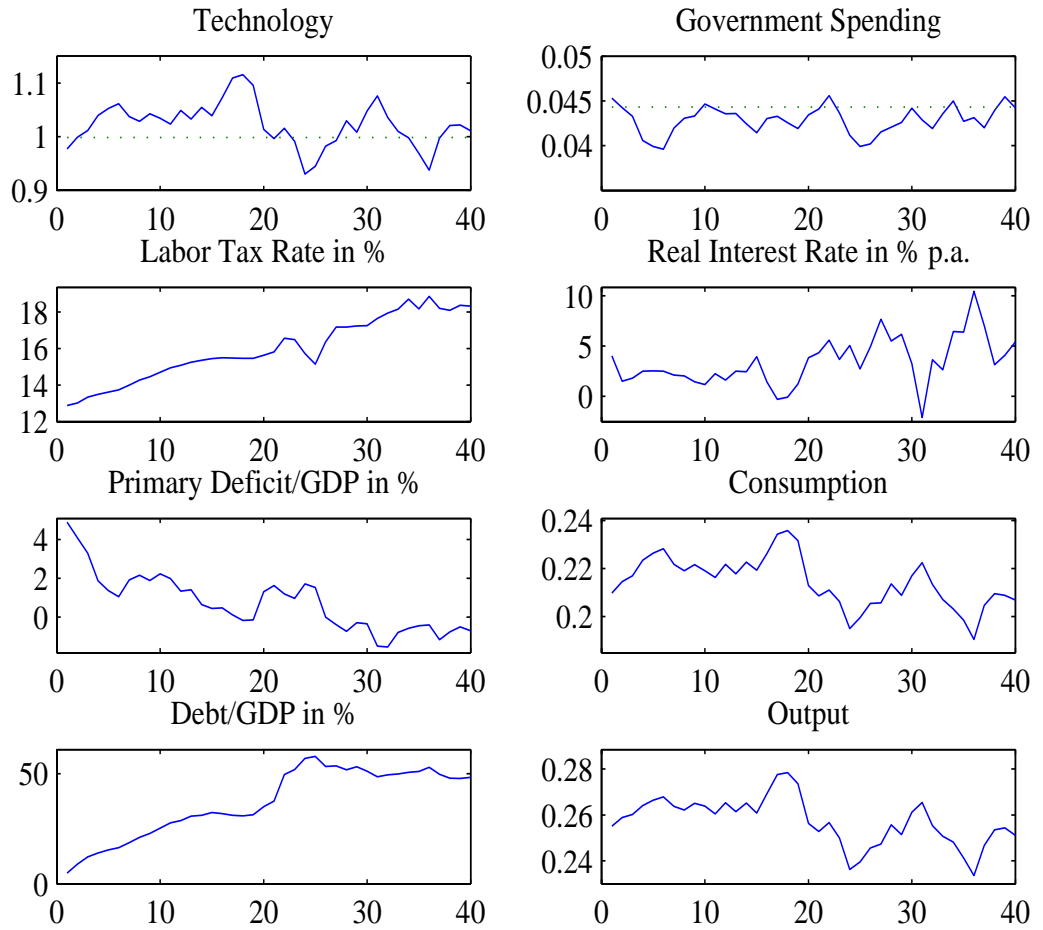 Technology
1.1
1
0.9
0 10 20 30 40
Government Spending
0.05
0.045
0.04
0 10 20 30 40
Labor Tax Rate in %
18
16
14
12
0 10 20 30 40
Real Interest Rate in % p.a.
10
5
0
0 10 20 30 40
Primary Deficit/GDP in %
4
2
0
0 10 20 30 40
Consumption
0.24
0.22
0.2
0 10 20 30 40
Debt/GDP in %
50
0
0 10 20 30 40
Output
0.28
0.26
0.24
0 10 20 30 40